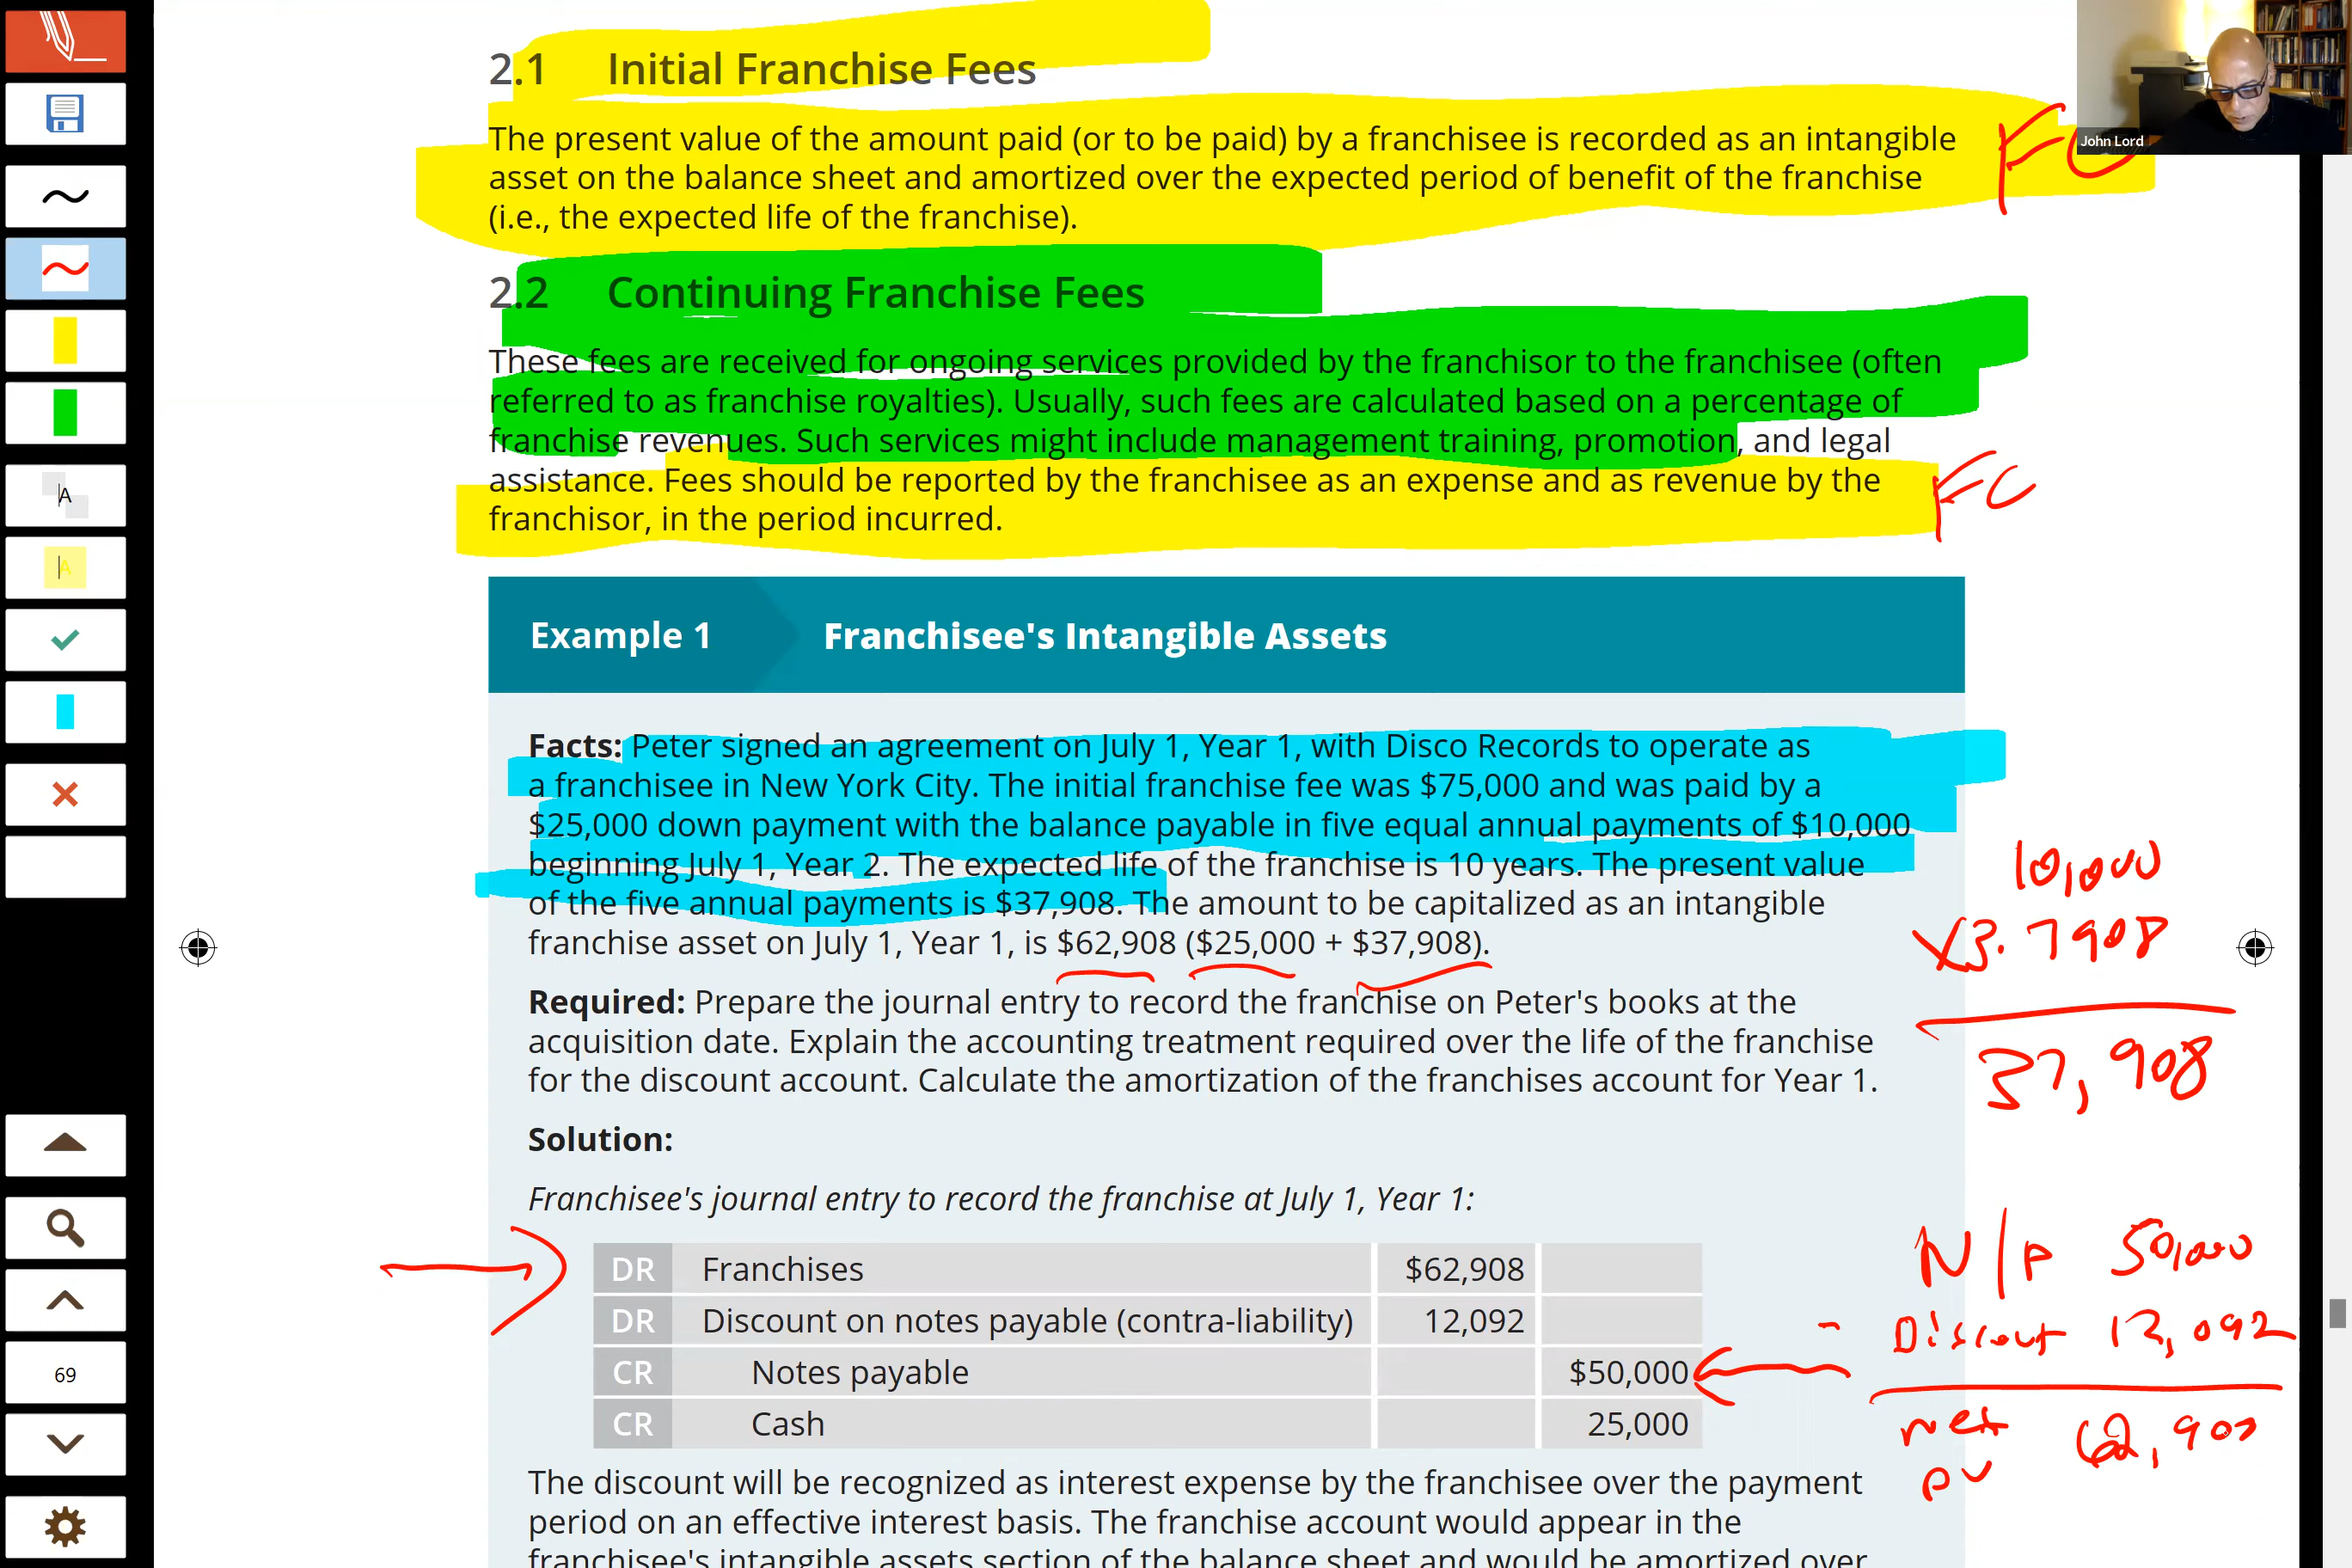 2.1 Initial Franchise Fees
The present value of the amount paid (or to be paid) by a franchisee is recorded as an intangible
asset on the balance sheet and amortized over the expected period of benefit of the franchise
(i.e., the expected life of the franchise).
John Lord
2.2 Continuing Franchise Fees
These fees are received for ongoing services provided by the franchisor to the franchisee (often
referred to as franchise royalties). Usually, such fees are calculated based on a percentage of
franchise revenues. Such services might include management training, promotion, and legal
assistance. Fees should be reported by the franchisee as an expense and as revenue by the
franchisor, in the period incurred.
FC
Example 1 Franchisee's Intangible Assets
Facts: Peter signed an agreement on July 1, Year 1, with Disco Records to operate as
a franchisee in New York City. The initial franchise fee was $75,000 and was paid by a
$25,000 down payment with the balance payable in five equal annual payments of $10,000
beginning July 1, Year 2. The expected life of the franchise is 10 years. The present value
of the five annual payments is $37,908. The amount to be capitalized as an intangible
franchise asset on July 1, Year 1, is $62,908 ($25,000 + $37,908).
10,000
X3.7908
37,908
Required: Prepare the journal entry to record the franchise on Peter's books at the
acquisition date. Explain the accounting treatment required over the life of the franchise
for the discount account. Calculate the amortization of the franchises account for Year 1.
Solution:
Franchisee's journal entry to record the franchise at July 1, Year 1:
DR Franchises $62,908
DR Discount on notes payable (contra-liability) 12,092
CR Notes payable $50,000
CR Cash 25,000
N/P 50,000
- Discount 12,092
net
PV
The discount will be recognized as interest expense by the franchisee over the payment
period on an effective interest basis. The franchise account would appear in the
franchisee's intangible assets section of the balance sheet and would be amortized over
A
A
69